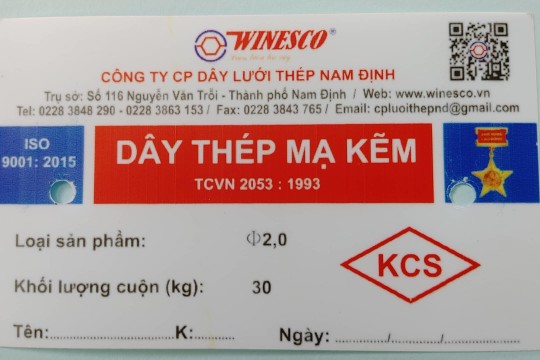 WINESCO
CÔNG TY CP DÂY LƯỚI THÉP NAM ĐỊNH
Trụ sở: Số 116 Nguyễn Văn Trỗi - Thành phố Nam Định / Web: www.winesco.vn
Tel: 0228 3848 290 - 0228 3863 153 / Fax: 0228 3843 765 / Email: cpluoithepnd@gmail.com
ISO
9001: 2015
DÂY THÉP MẠ KẼM
TCVN 2053 : 1993
Loại sản phẩm: Φ2,0
KCS
Khối lượng cuộn (kg): 30
Tên:.....................K:....... Ngày: ......./......../........